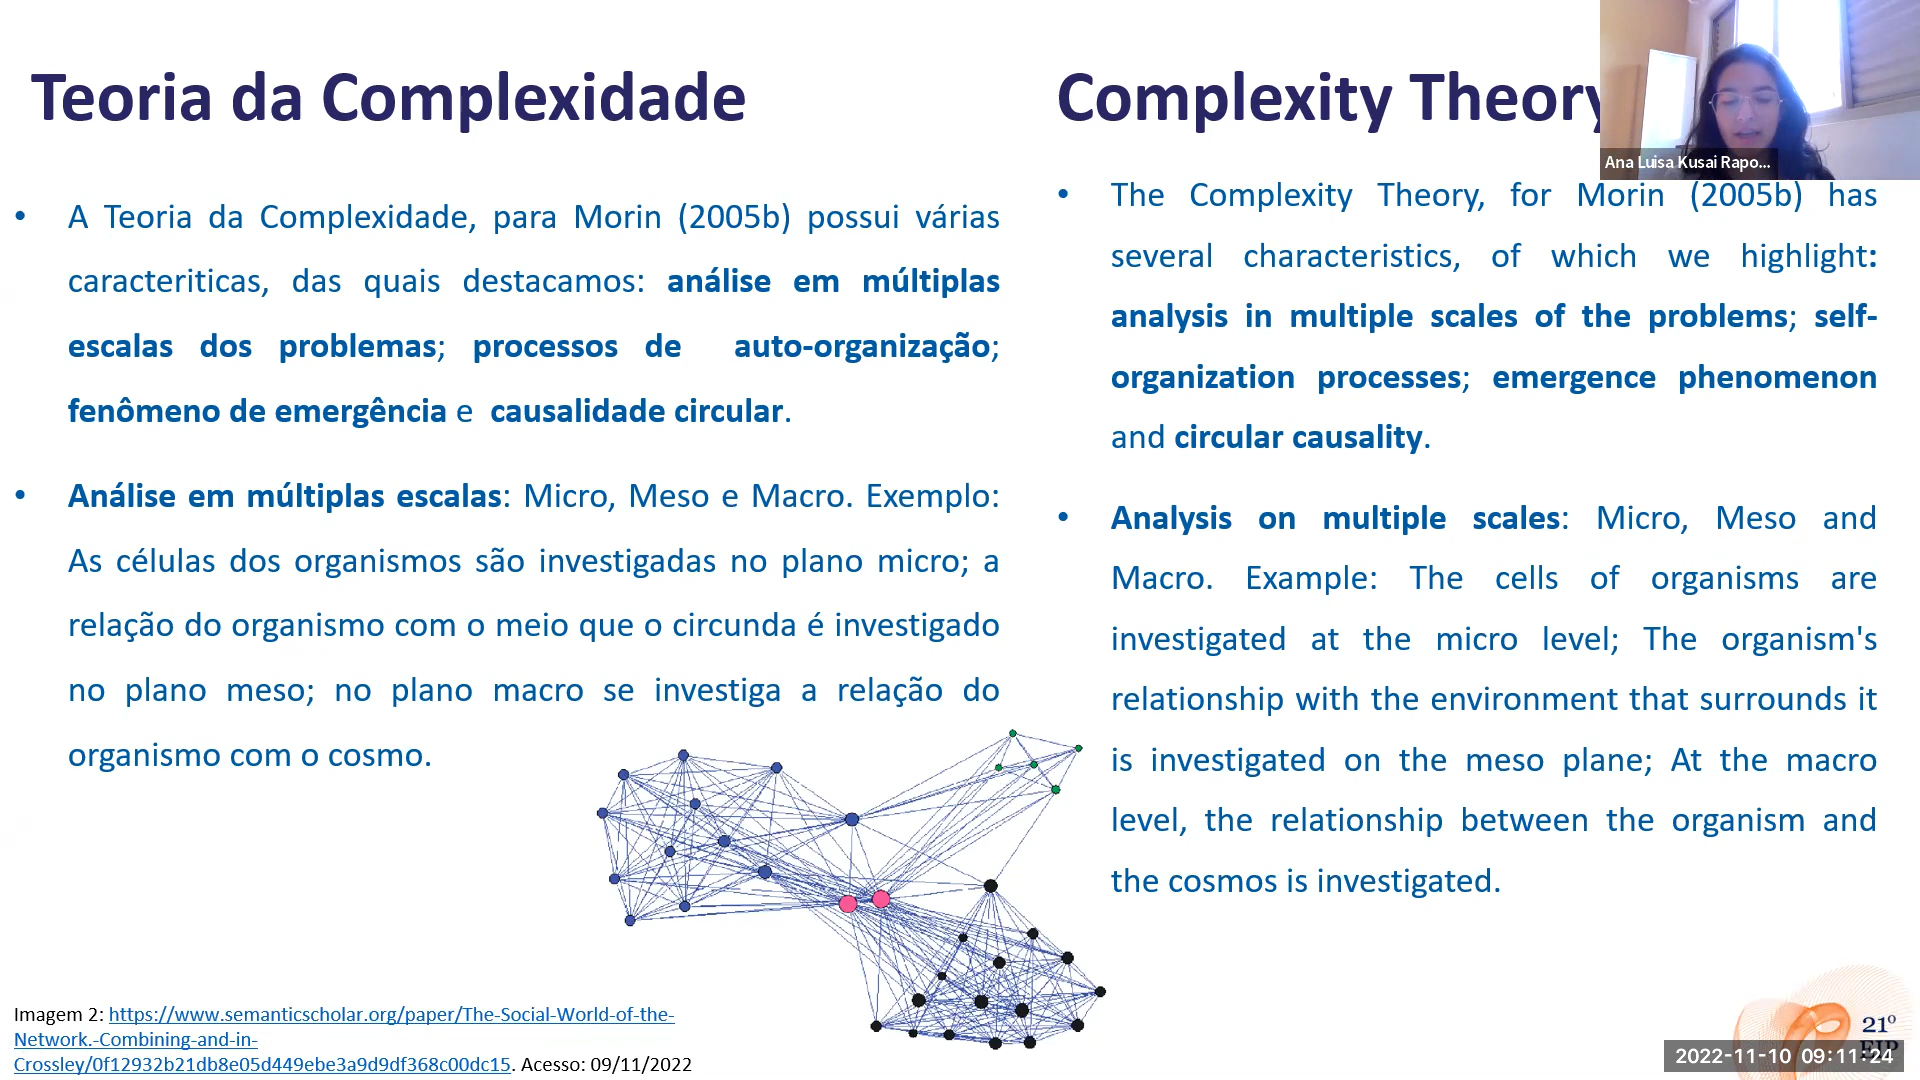 Teoria da Complexidade
• A Teoria da Complexidade, para Morin (2005b) possui várias
caracteriticas, das quais destacamos: análise em múltiplas
escalas dos problemas; processos de auto-organização;
fenômeno de emergência e causalidade circular.
• Análise em múltiplas escalas: Micro, Meso e Macro. Exemplo:
As células dos organismos são investigadas no plano micro; a
relação do organismo com o meio que o circunda é investigado
no plano meso; no plano macro se investiga a relação do
organismo com o cosmo.
Imagem 2: https://www.semanticscholar.org/paper/The-Social-World-of-the-
Network.-Combining-and-in-
Crossley/0f12932b21db8e05d449ebe3a9d9df368c00dc15. Acesso: 09/11/2022
Complexity Theory
• The Complexity Theory, for Morin (2005b) has
several characteristics, of which we highlight:
analysis in multiple scales of the problems; self-
organization processes; emergence phenomenon
and circular causality.
• Analysis on multiple scales: Micro, Meso and
Macro. Example: The cells of organisms are
investigated at the micro level; The organism's
relationship with the environment that surrounds it
is investigated on the meso plane; At the macro
level, the relationship between the organism and
the cosmos is investigated.
Ana Luisa Kusai Rapo...
21º
EIP
2022-11-10 09:11:24